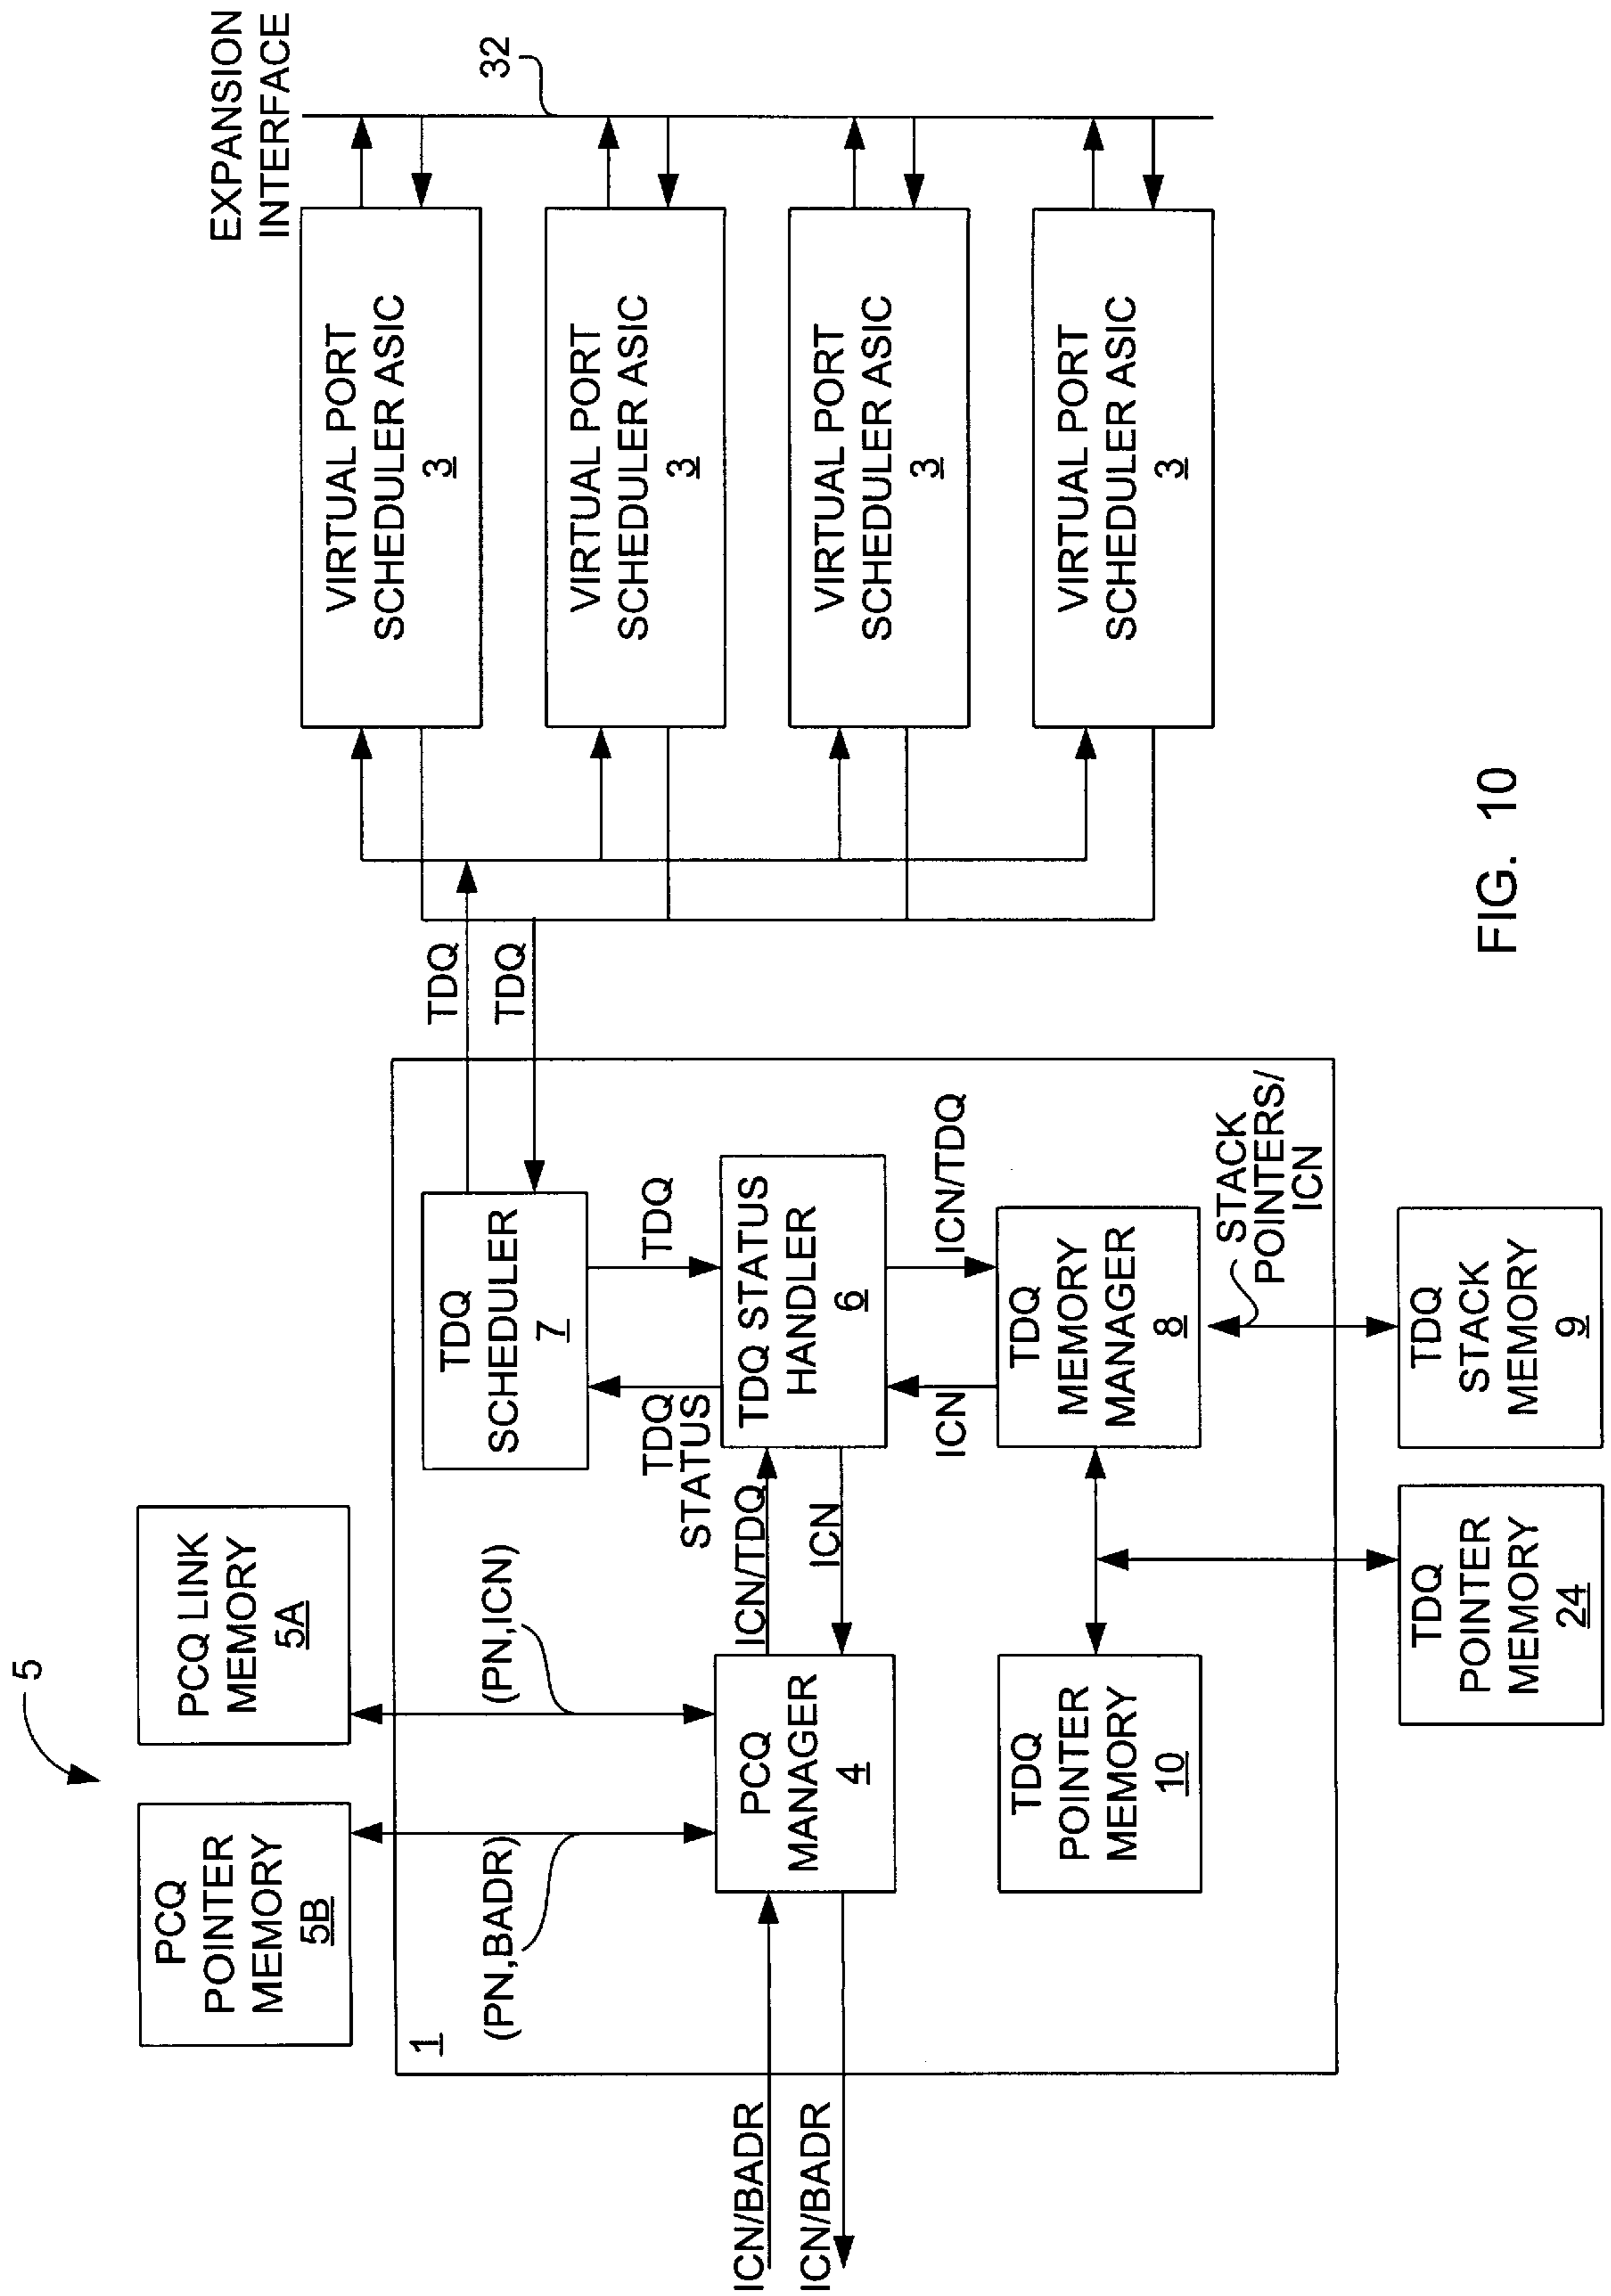 5
PCQ
POINTER
MEMORY
5B
PCQ LINK
MEMORY
5A
EXPANSION
INTERFACE
32
1
(PN,BADR)
(PN,ICN)
TDQ
SCHEDULER
7
TDQ
TDQ
VIRTUAL PORT
SCHEDULER ASIC
3
VIRTUAL PORT
SCHEDULER ASIC
3
VIRTUAL PORT
SCHEDULER ASIC
3
VIRTUAL PORT
SCHEDULER ASIC
3
TDQ
STATUS
TDQ
ICN/BADR
ICN/BADR
PCQ
MANAGER
4
ICN/TDQ
ICN
TDQ STATUS
HANDLER
6
ICN
ICN/TDQ
TDQ
POINTER
MEMORY
10
TDQ
MEMORY
MANAGER
8
STACK
POINTERS/
ICN
TDQ
POINTER
MEMORY
24
TDQ
STACK
MEMORY
9
FIG. 10